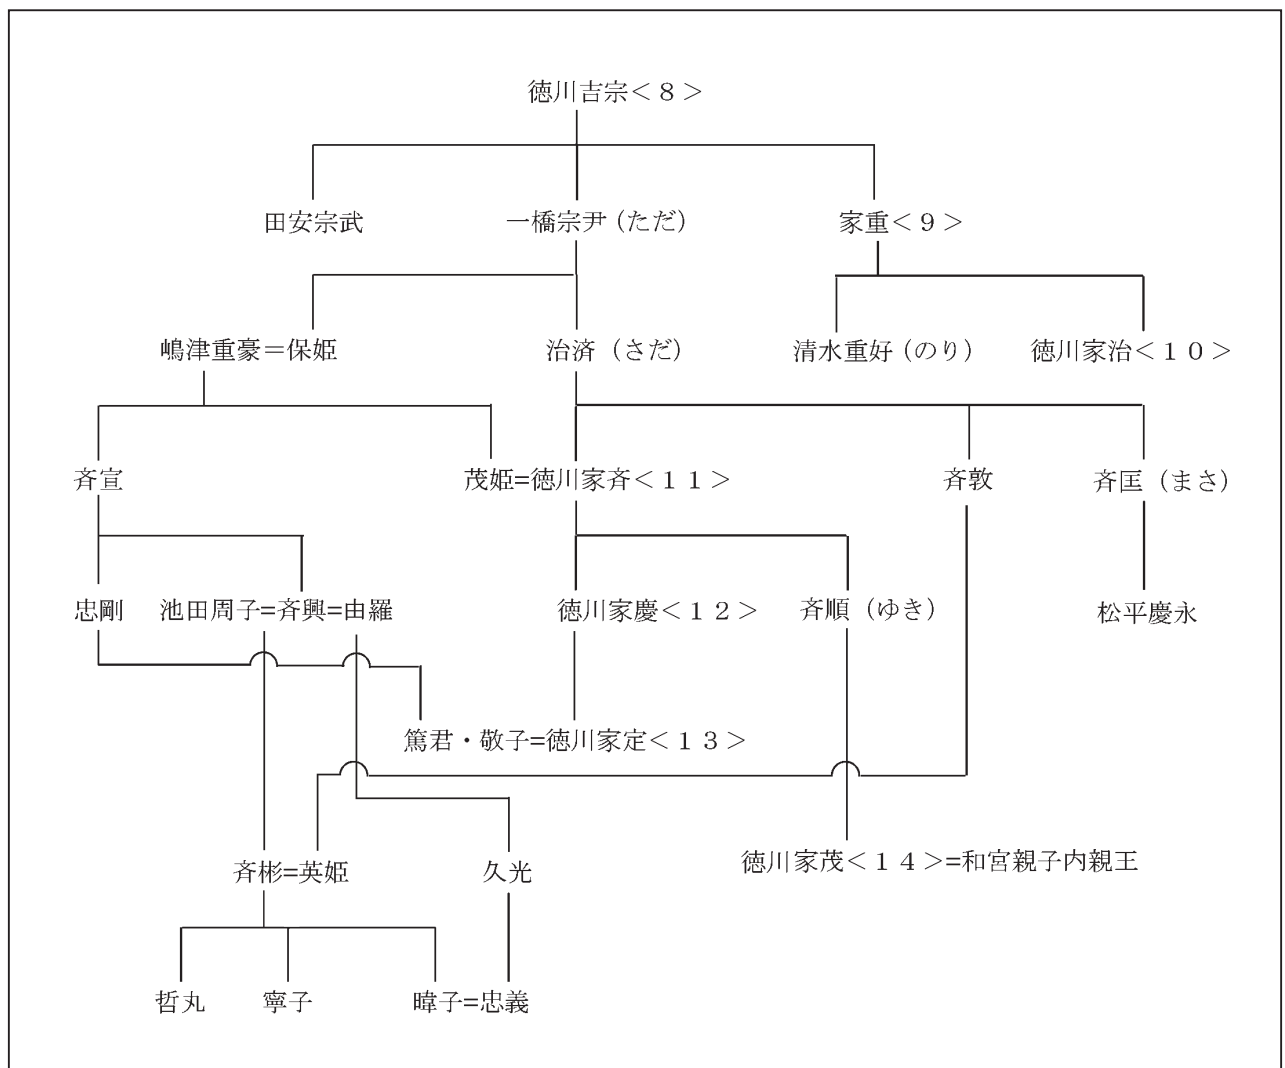 徳川吉宗＜８＞
田安宗武
一橋宗尹（ただ）
家重＜９＞
嶋津重豪＝保姫
治済（さだ）
清水重好（のり）
徳川家治＜１０＞
斉宣
茂姫=徳川家斉＜１１＞
斉敦
斉匡（まさ）
忠剛
池田周子=斉興=由羅
徳川家慶＜１２＞
斉順（ゆき）
松平慶永
篤君・敬子=徳川家定＜１３＞
斉彬=英姫
久光
徳川家茂＜１４＞=和宮親子内親王
哲丸
寧子
暐子=忠義